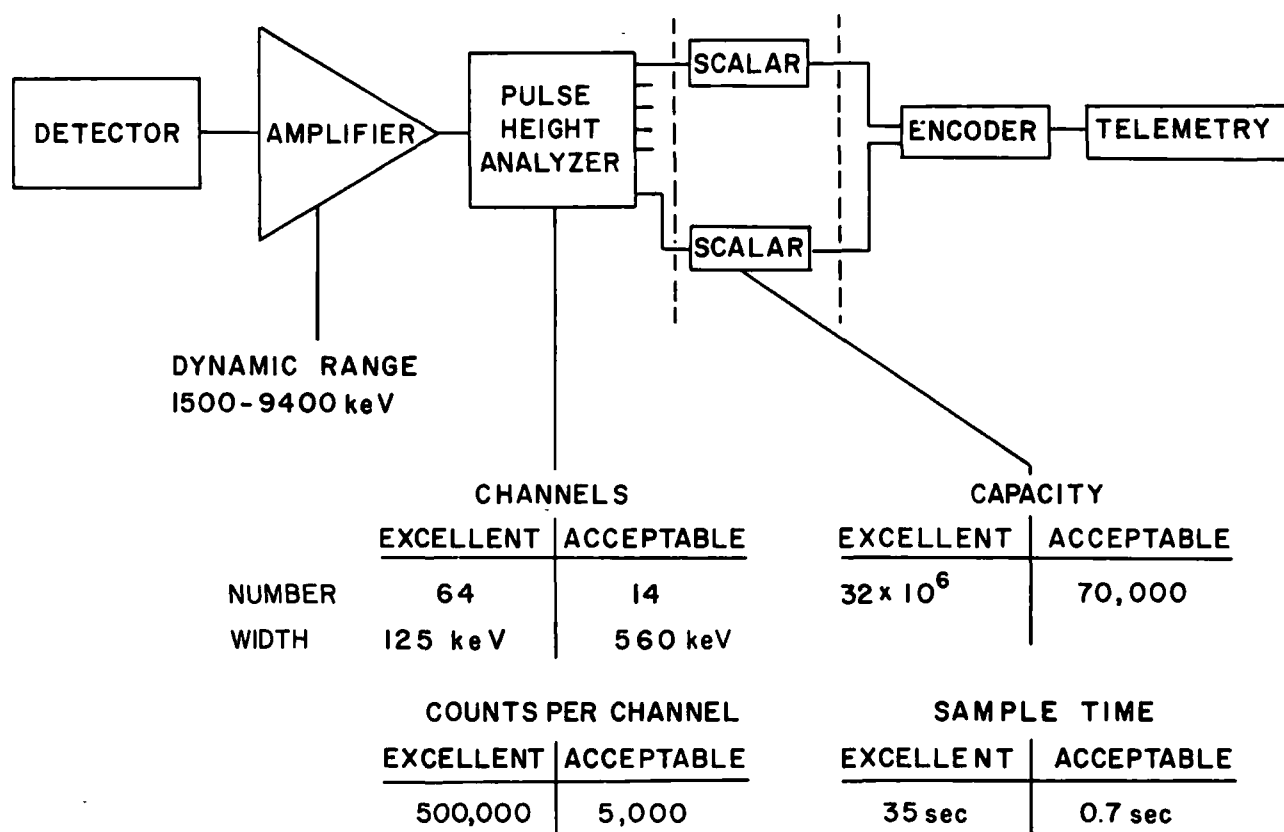 DETECTOR
AMPLIFIER
PULSE
HEIGHT
ANALYZER
SCALAR
SCALAR
ENCODER
TELEMETRY
DYNAMIC RANGE
1500-9400 keV
CHANNELS
EXCELLENT ACCEPTABLE
NUMBER 64 14
WIDTH 125 keV 560 keV
CAPACITY
EXCELLENT ACCEPTABLE
32 x 10⁶ 70,000
COUNTS PER CHANNEL
EXCELLENT ACCEPTABLE
500,000 5,000
SAMPLE TIME
EXCELLENT ACCEPTABLE
35 sec 0.7 sec